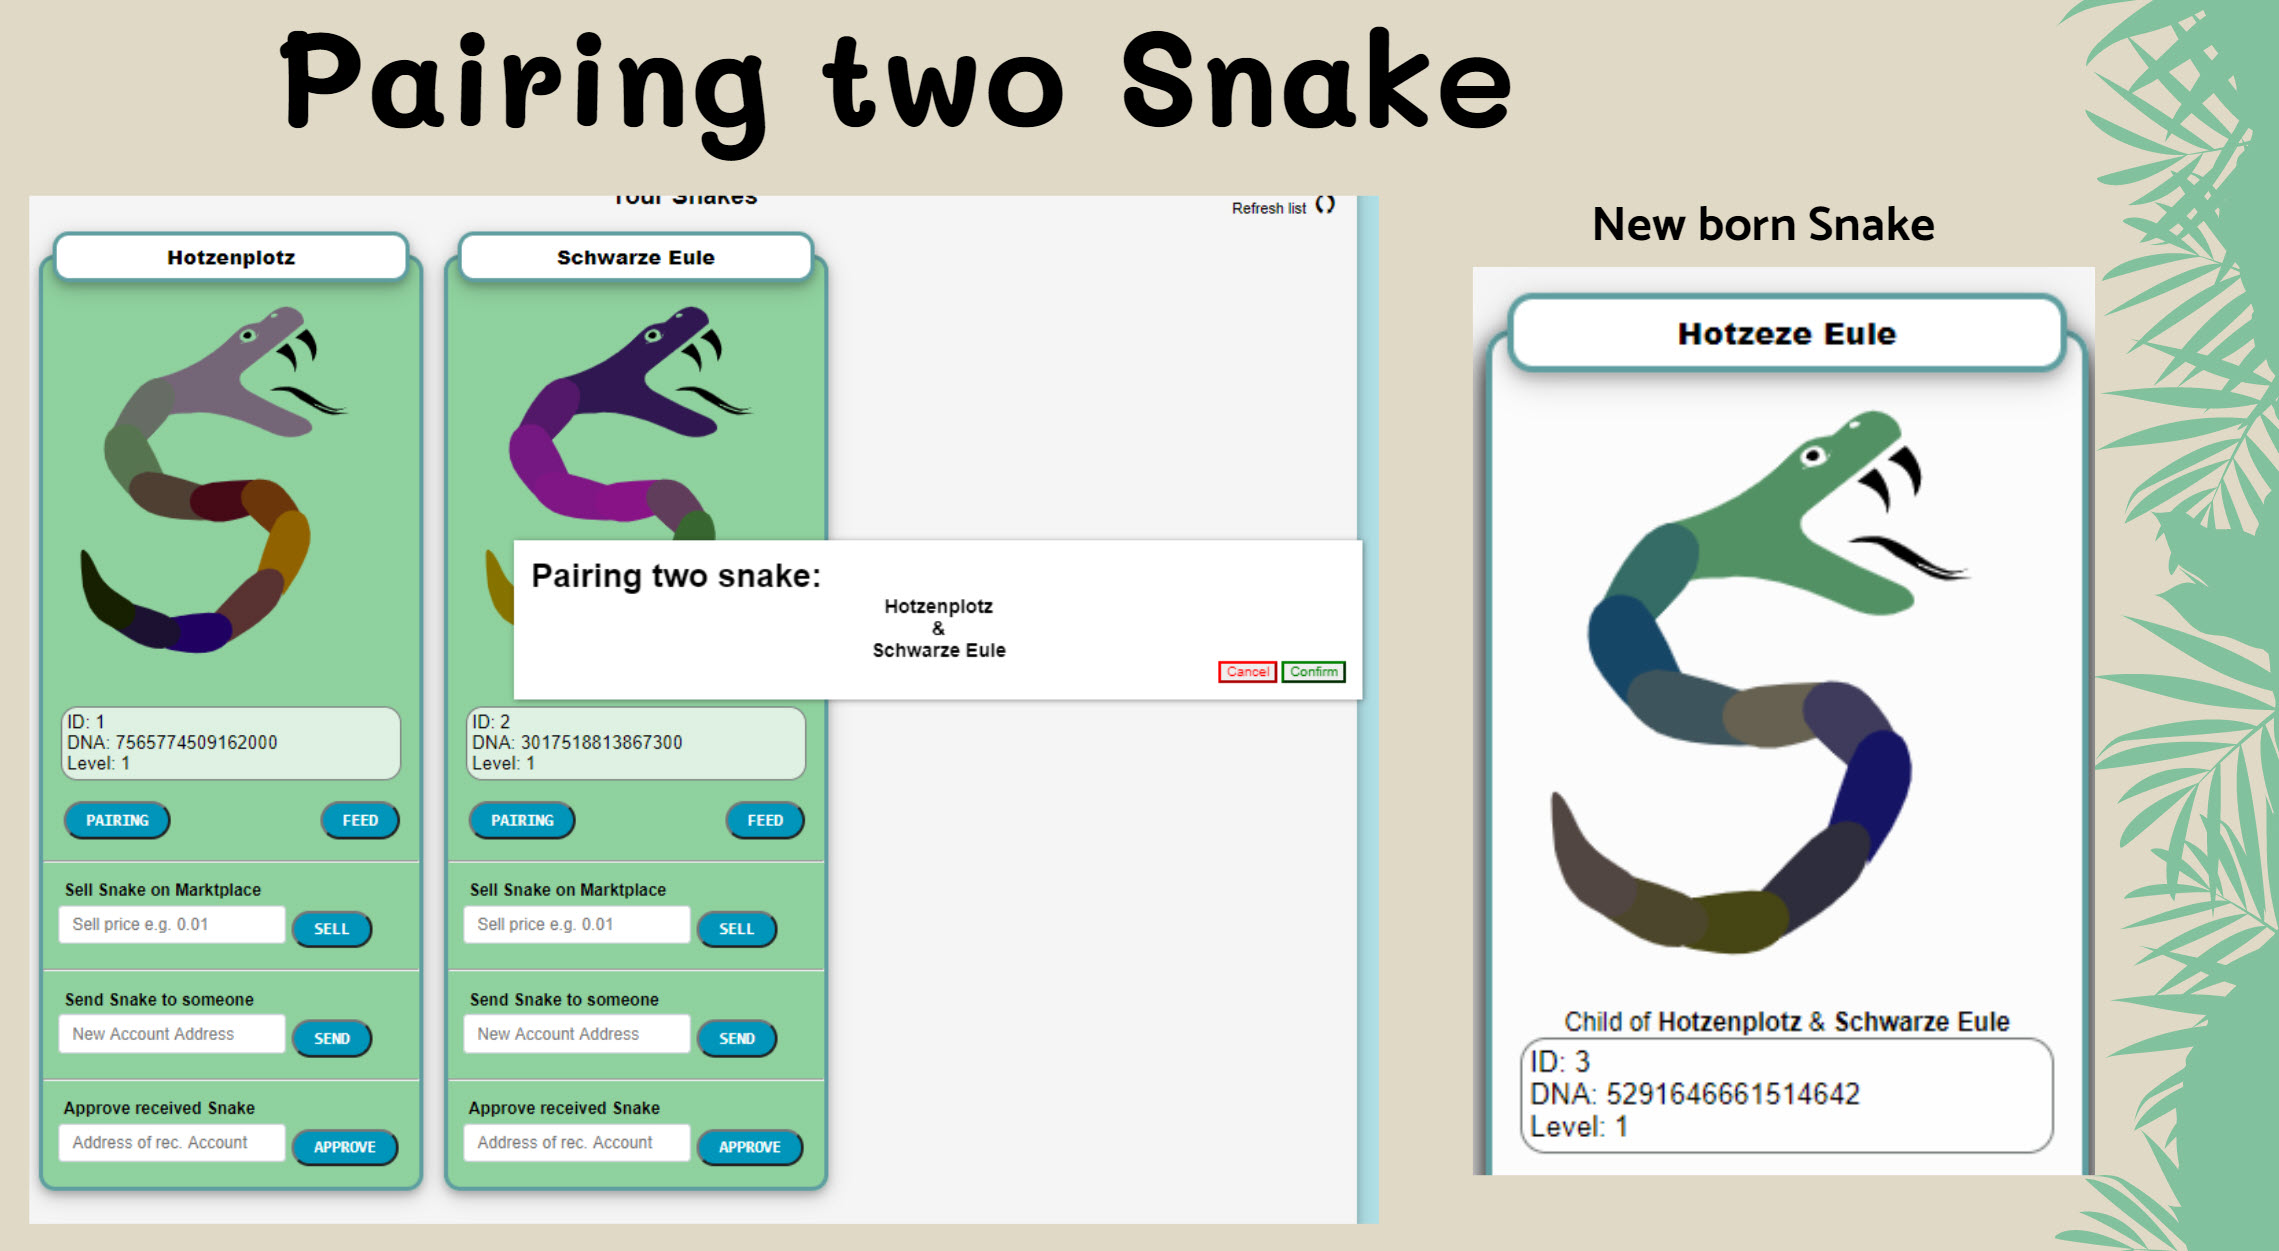 Pairing two Snake
Your Snakes
Refresh list
Hotzenplotz
Schwarze Eule
Pairing two snake:
Hotzenplotz
&
Schwarze Eule
Cancel Confirm
ID: 1
DNA: 7565774509162000
Level: 1
PAIRING FEED
Sell Snake on Marktplace
Sell price e.g. 0.01 SELL
Send Snake to someone
New Account Address SEND
Approve received Snake
Address of rec. Account APPROVE
ID: 2
DNA: 3017518813867300
Level: 1
PAIRING FEED
Sell Snake on Marktplace
Sell price e.g. 0.01 SELL
Send Snake to someone
New Account Address SEND
Approve received Snake
Address of rec. Account APPROVE
New born Snake
Hotzeze Eule
Child of Hotzenplotz & Schwarze Eule
ID: 3
DNA: 5291646661514642
Level: 1